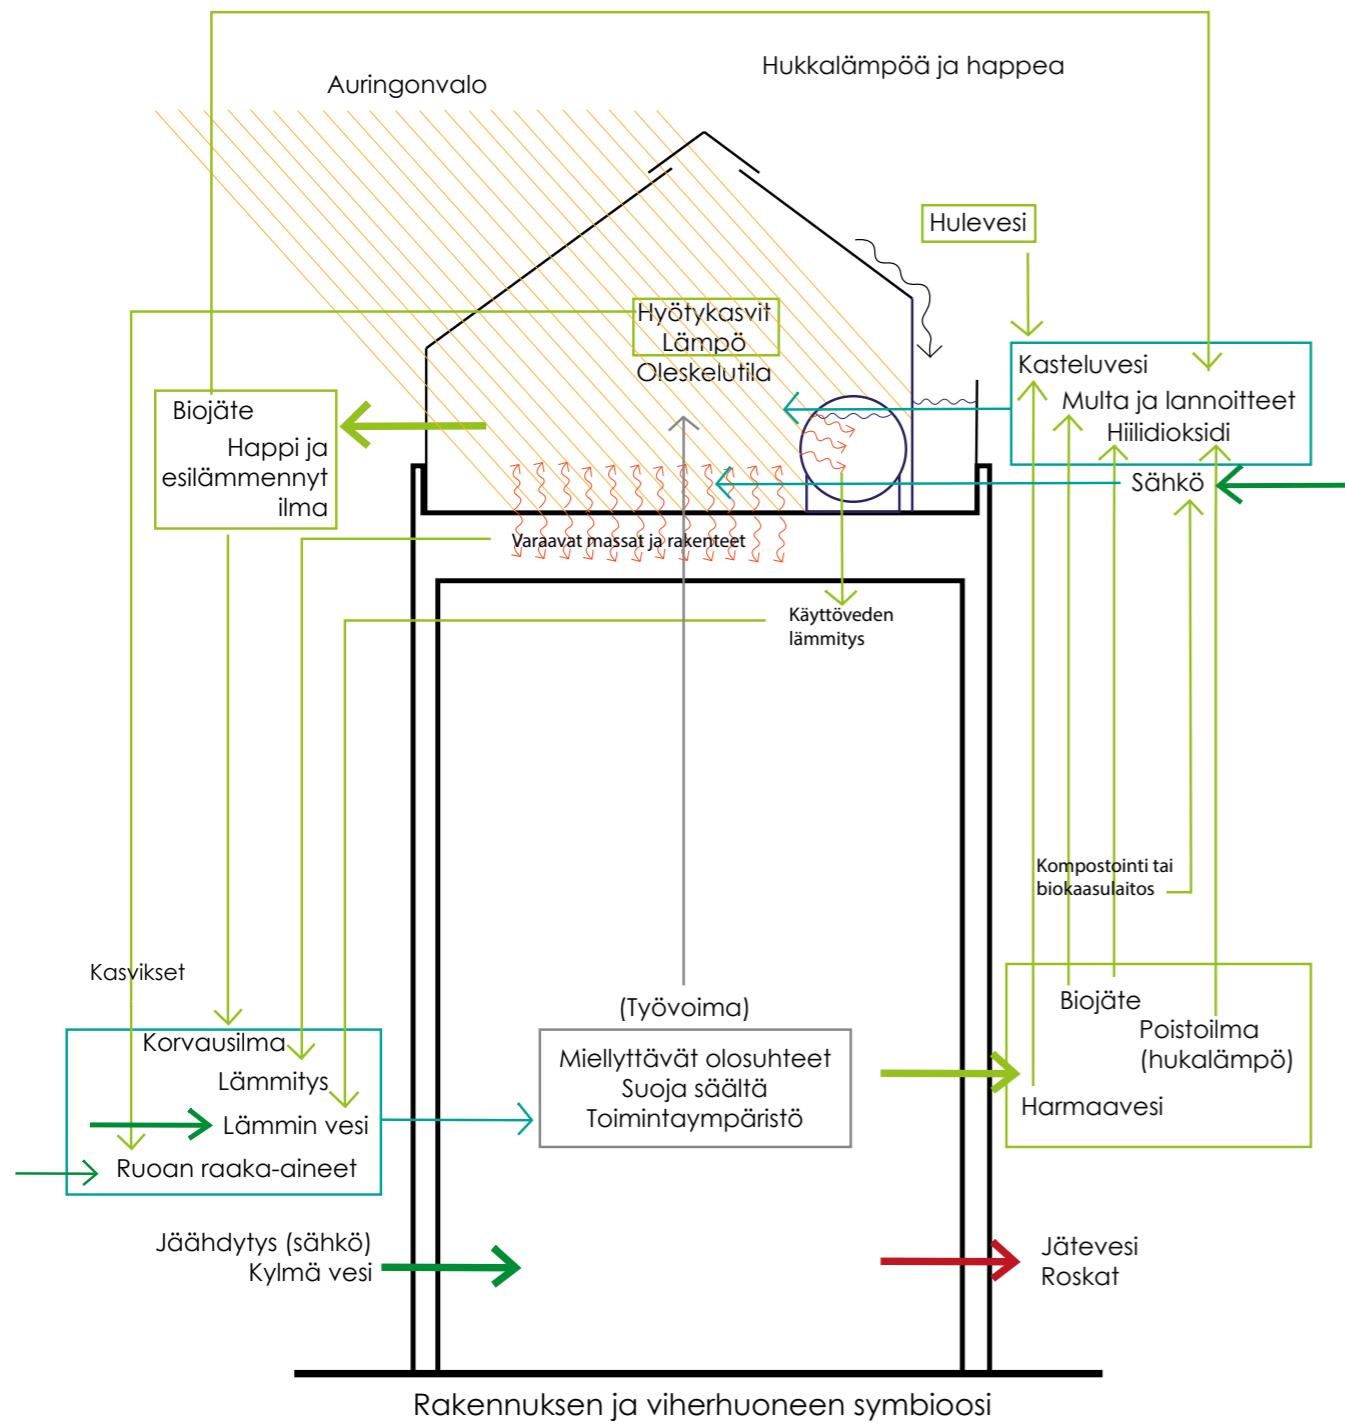 Auringonvalo
Hukkalämpöä ja happea
Hulevesi
Hyötykasvit
Lämpö
Oleskelutila
Kasteluvesi
Multa ja lannoitteet
Hiilidioksidi
Sähkö
Biojäte
Happi ja
esilämmennyt
ilma
Varaavat massat ja rakenteet
Käyttöveden
lämmitys
Kompostointi tai
biokaasulaitos
Kasvikset
Korvausilma
Lämmitys
Lämmin vesi
Ruoan raaka-aineet
(Työvoima)
Miellyttävät olosuhteet
Suoja säältä
Toimintaympäristö
Biojäte
Poistoilma
(hukalämpö)
Harmaavesi
Jäähdytys (sähkö)
Kylmä vesi
Jätevesi
Roskat
Rakennuksen ja viherhuoneen symbioosi